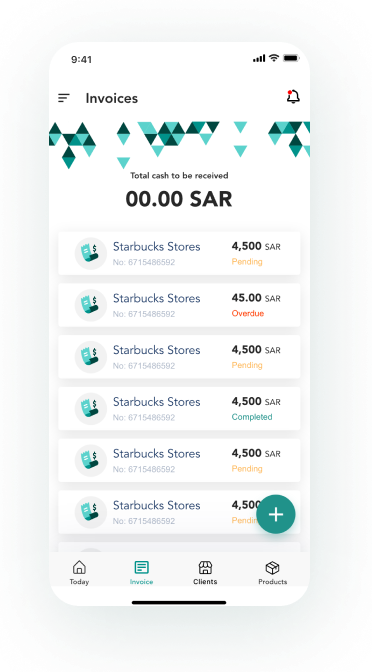 9:41
Invoices
Total cash to be received
00.00 SAR
Starbucks Stores 4,500 SAR
No: 6715486592 Pending
Starbucks Stores 45.00 SAR
No: 6715486592 Overdue
Starbucks Stores 4,500 SAR
No: 6715486592 Pending
Starbucks Stores 4,500 SAR
No: 6715486592 Completed
Starbucks Stores 4,500 SAR
No: 6715486592 Pending
Starbucks Stores 4,500
No: 6715486592 Pending
Today Invoice Clients Products